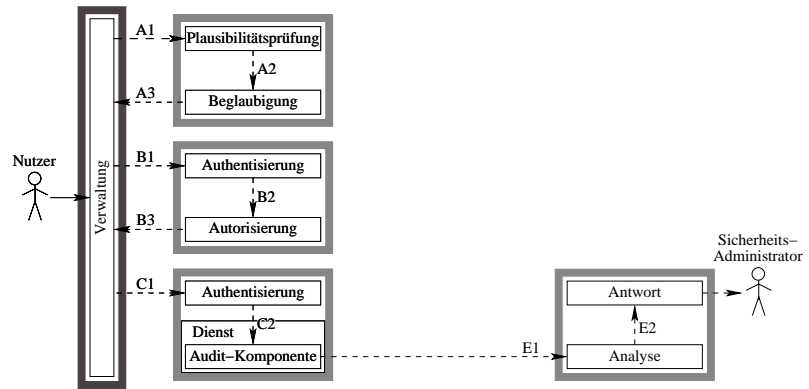 A1
Plausibilitätsprüfung
A2
A3
Beglaubigung
Nutzer
Verwaltung
B1
Authentisierung
B2
B3
Autorisierung
Sicherheits–
Administrator
C1
Authentisierung
C2
Dienst
Audit–Komponente
E1
Antwort
E2
Analyse